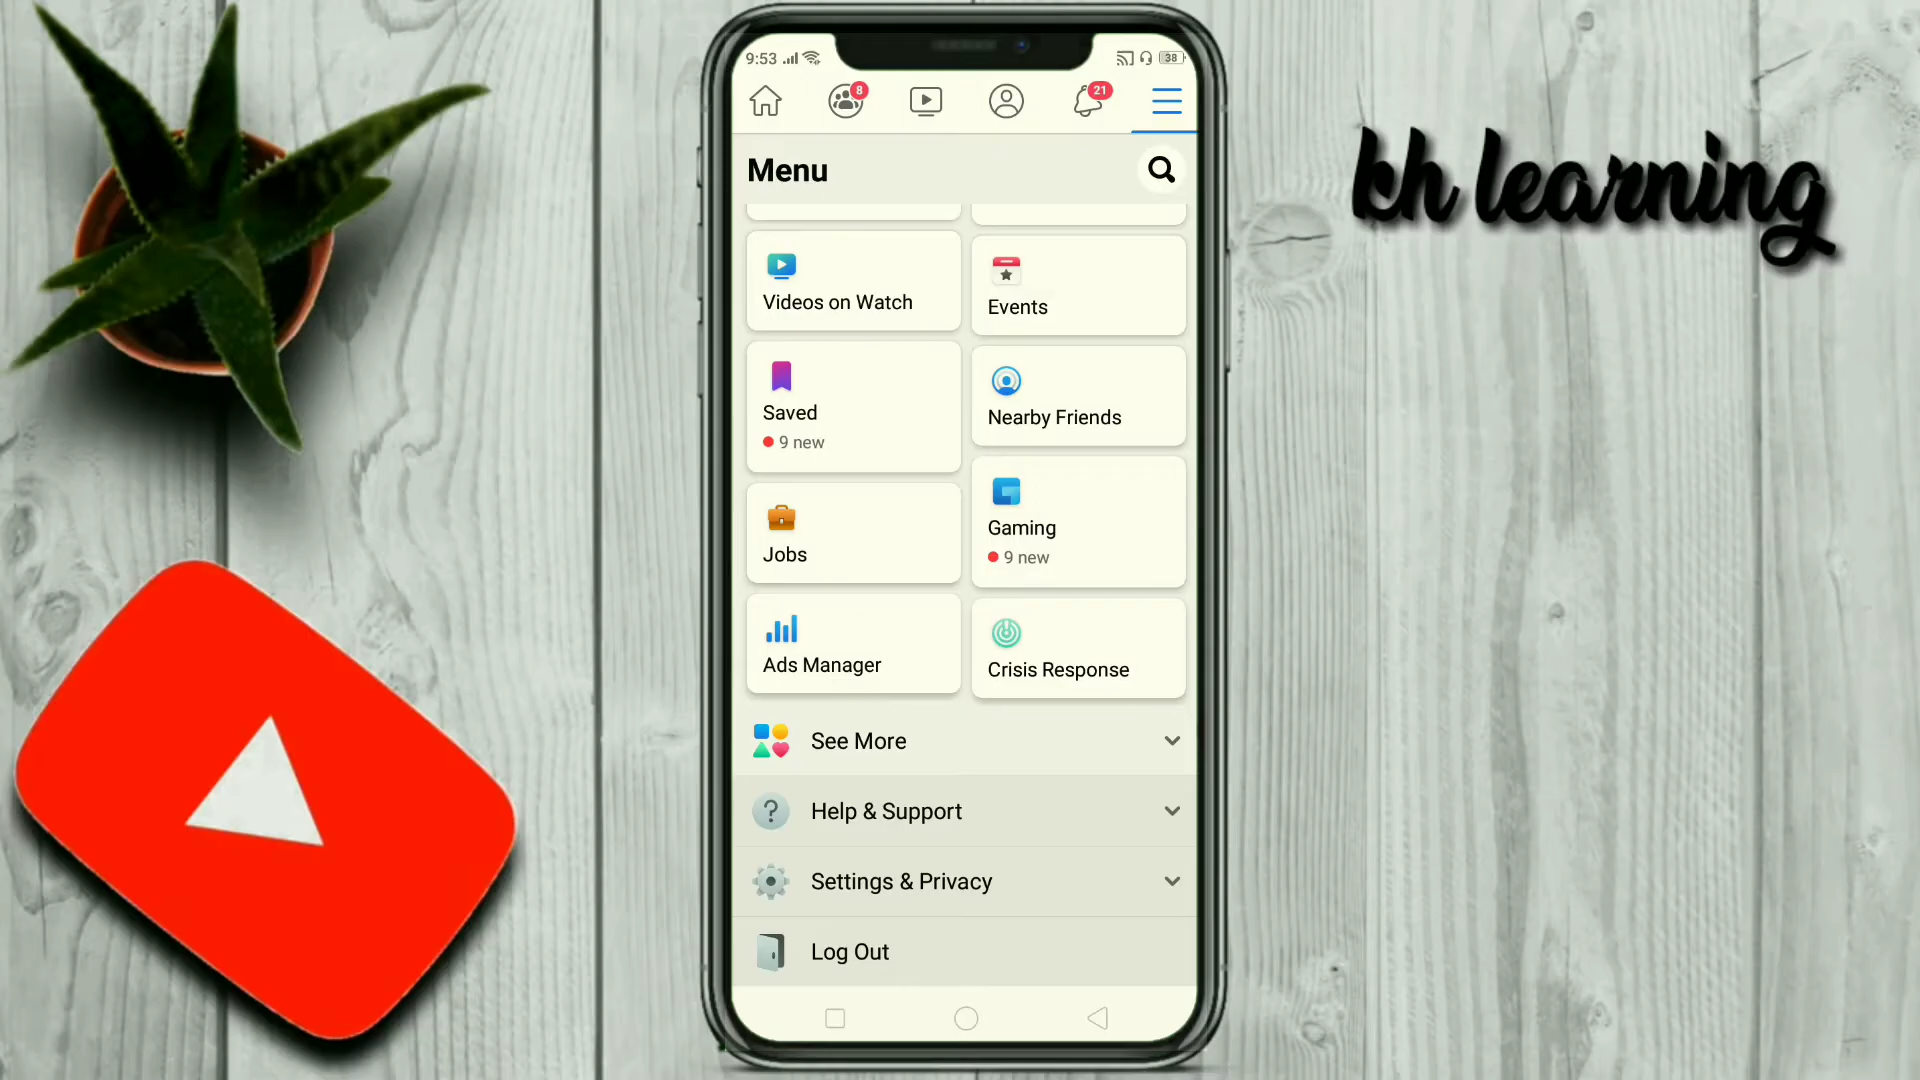 9:53
38
8
21
Menu
Videos on Watch
Events
Saved
9 new
Nearby Friends
Jobs
Gaming
9 new
Ads Manager
Crisis Response
See More
Help & Support
Settings & Privacy
Log Out
kh learning